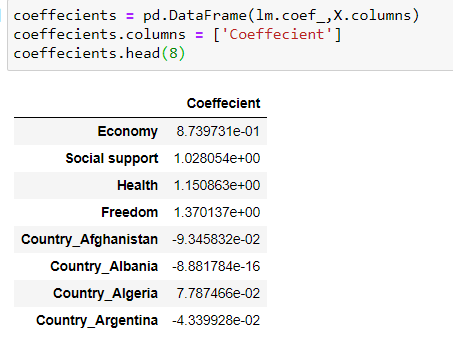 coeffecients = pd.DataFrame(lm.coef_,X.columns)
coeffecients.columns = ['Coeffecient']
coeffecients.head(8)
Coeffecient
Economy 8.739731e-01
Social support 1.028054e+00
Health 1.150863e+00
Freedom 1.370137e+00
Country_Afghanistan -9.345832e-02
Country_Albania -8.881784e-16
Country_Algeria 7.787466e-02
Country_Argentina -4.339928e-02